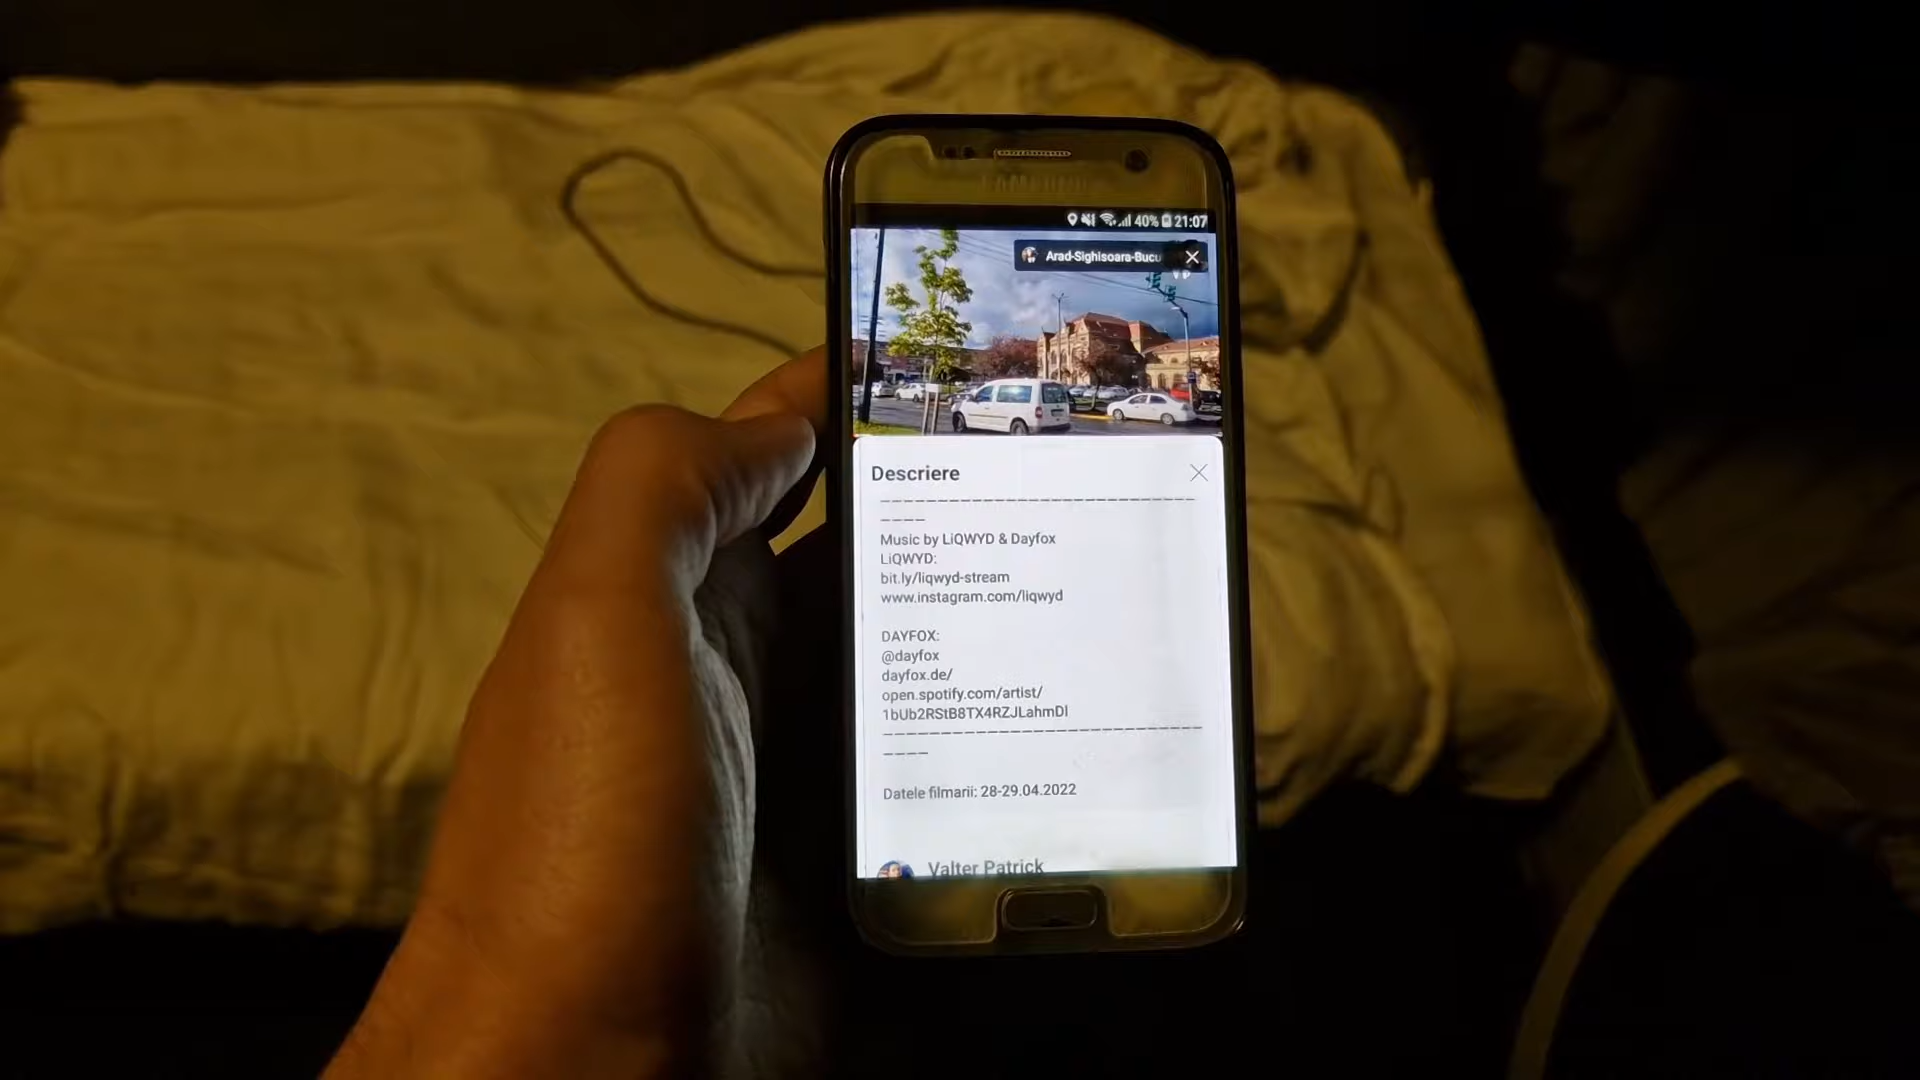 SAMSUNG
40% 21:07
Arad-Sighisoara-Bucu
Descriere
--------------------------------
----
Music by LiQWYD & Dayfox
LiQWYD:
bit.ly/liqwyd-stream
www.instagram.com/liqwyd
DAYFOX:
@dayfox
dayfox.de/
open.spotify.com/artist/
1bUb2RStB8TX4RZJLahmDl
--------------------------------
----
Datele filmarii: 28-29.04.2022
Valter Patrick